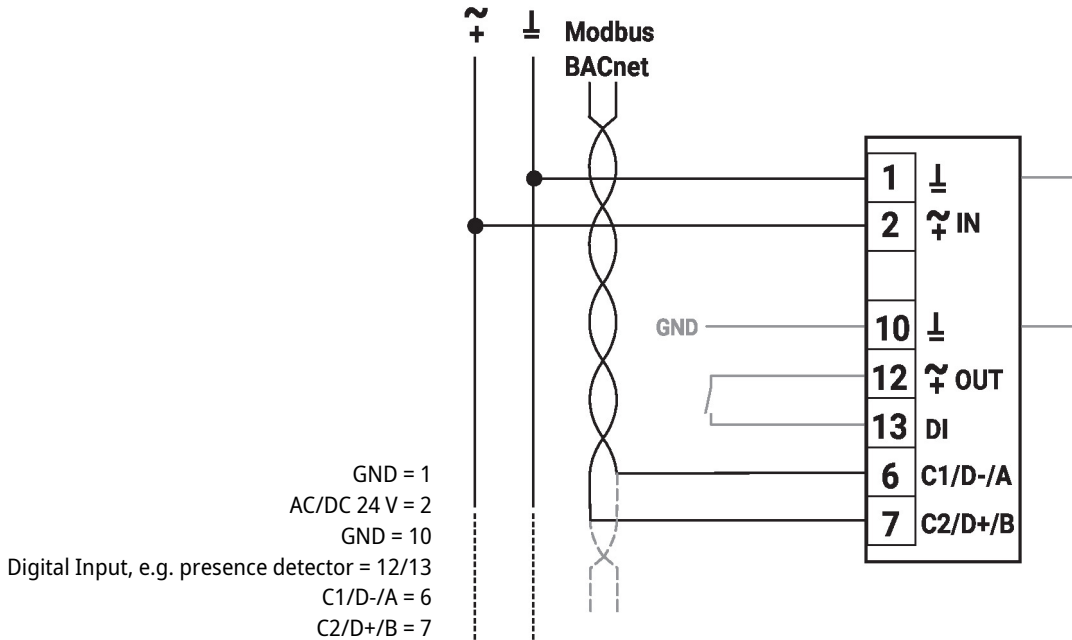 ~
+
⊥
Modbus
BACnet
1 ⊥
2 ~
+ IN
GND
10 ⊥
12 ~
+ OUT
13 DI
6 C1/D-/A
7 C2/D+/B
GND = 1
AC/DC 24 V = 2
GND = 10
Digital Input, e.g. presence detector = 12/13
C1/D-/A = 6
C2/D+/B = 7